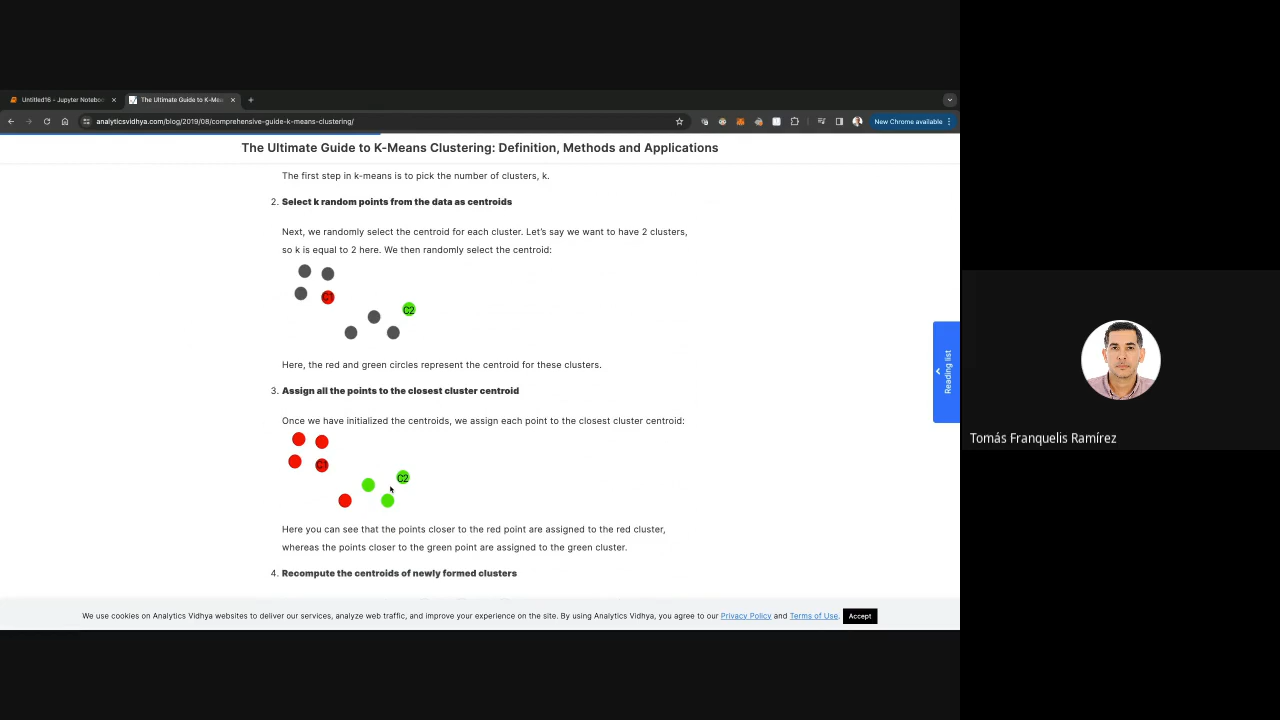 Untitled16 - Jupyter Noteboo
The Ultimate Guide to K-Mea
analyticsvidhya.com/blog/2019/08/comprehensive-guide-k-means-clustering/
New Chrome available
The Ultimate Guide to K-Means Clustering: Definition, Methods and Applications
The first step in k-means is to pick the number of clusters, k.
2. Select k random points from the data as centroids
Next, we randomly select the centroid for each cluster. Let's say we want to have 2 clusters,
so k is equal to 2 here. We then randomly select the centroid:
C1
C2
Here, the red and green circles represent the centroid for these clusters.
3. Assign all the points to the closest cluster centroid
Once we have initialized the centroids, we assign each point to the closest cluster centroid:
C1
C2
Here you can see that the points closer to the red point are assigned to the red cluster,
whereas the points closer to the green point are assigned to the green cluster.
4. Recompute the centroids of newly formed clusters
Reading list
We use cookies on Analytics Vidhya websites to deliver our services, analyze web traffic, and improve your experience on the site. By using Analytics Vidhya, you agree to our Privacy Policy and Terms of Use. Accept
Tomás Franquelis Ramírez